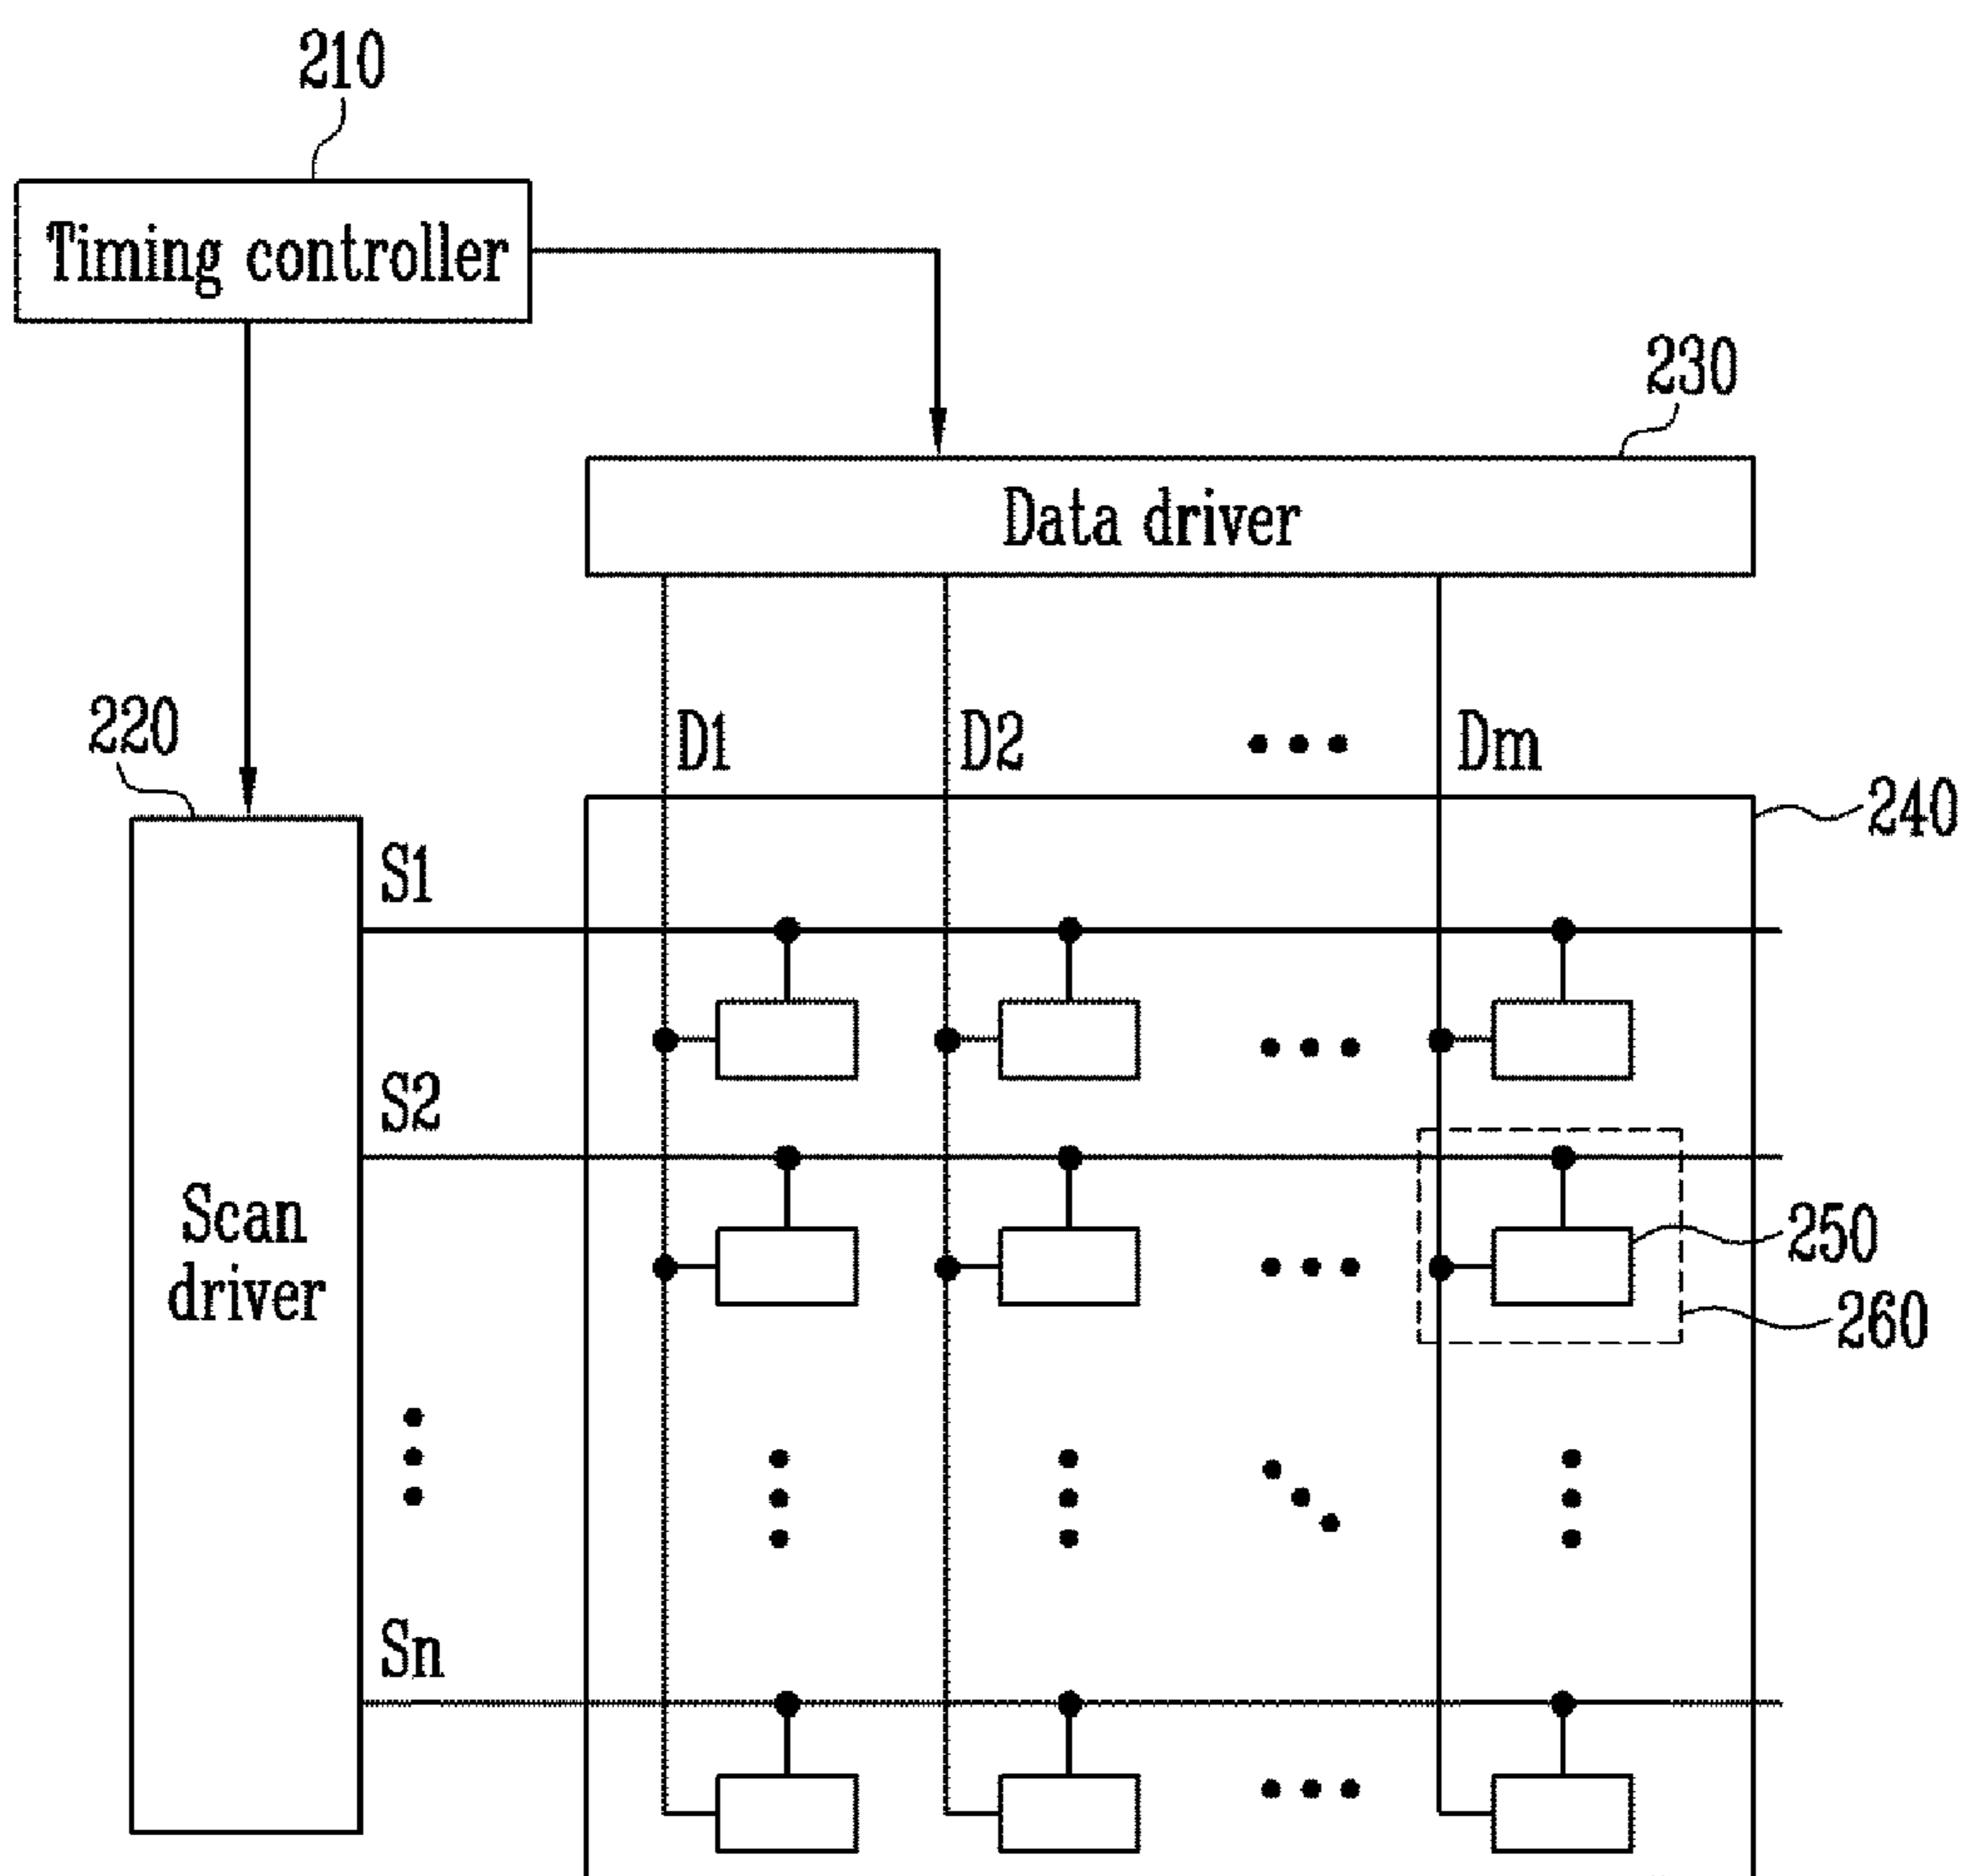 210
Timing controller
230
Data driver
220
D1
D2
Dm
240
S1
S2
Scan
driver
250
260
Sn